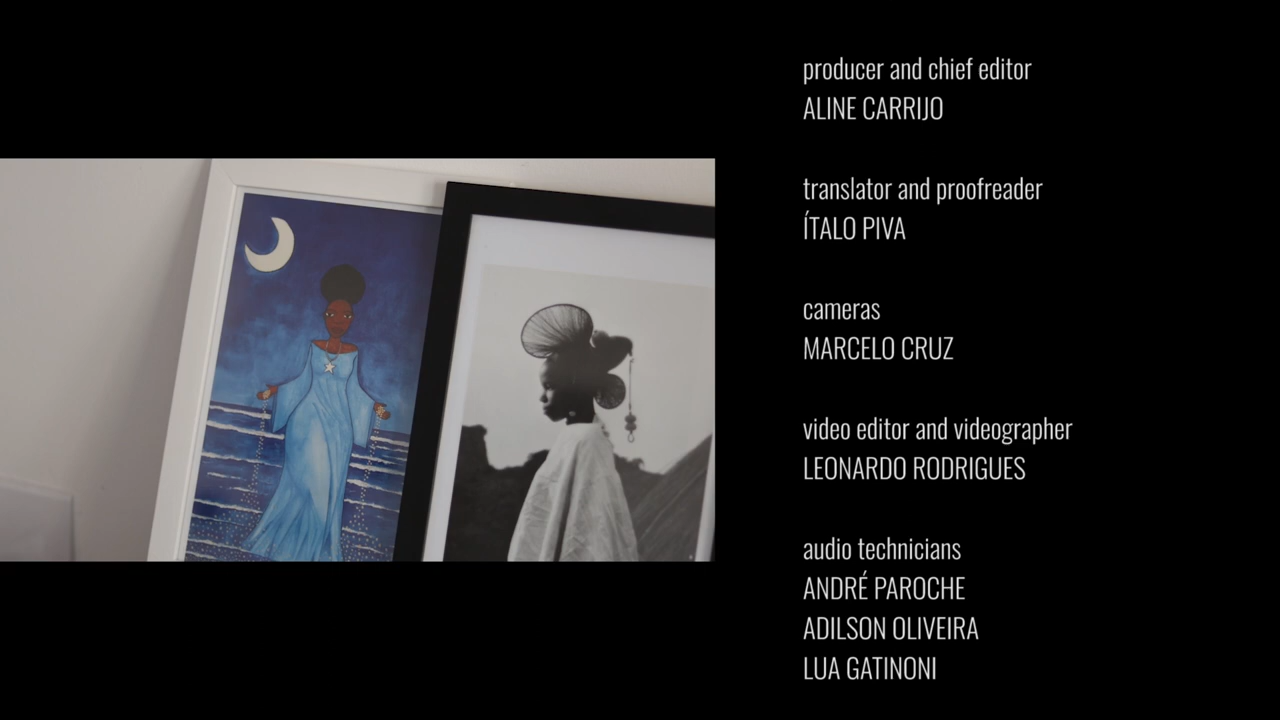 producer and chief editor
ALINE CARRIJO
translator and proofreader
ÍTALO PIVA
cameras
MARCELO CRUZ
video editor and videographer
LEONARDO RODRIGUES
audio technicians
ANDRÉ PAROCHE
ADILSON OLIVEIRA
LUA GATINONI